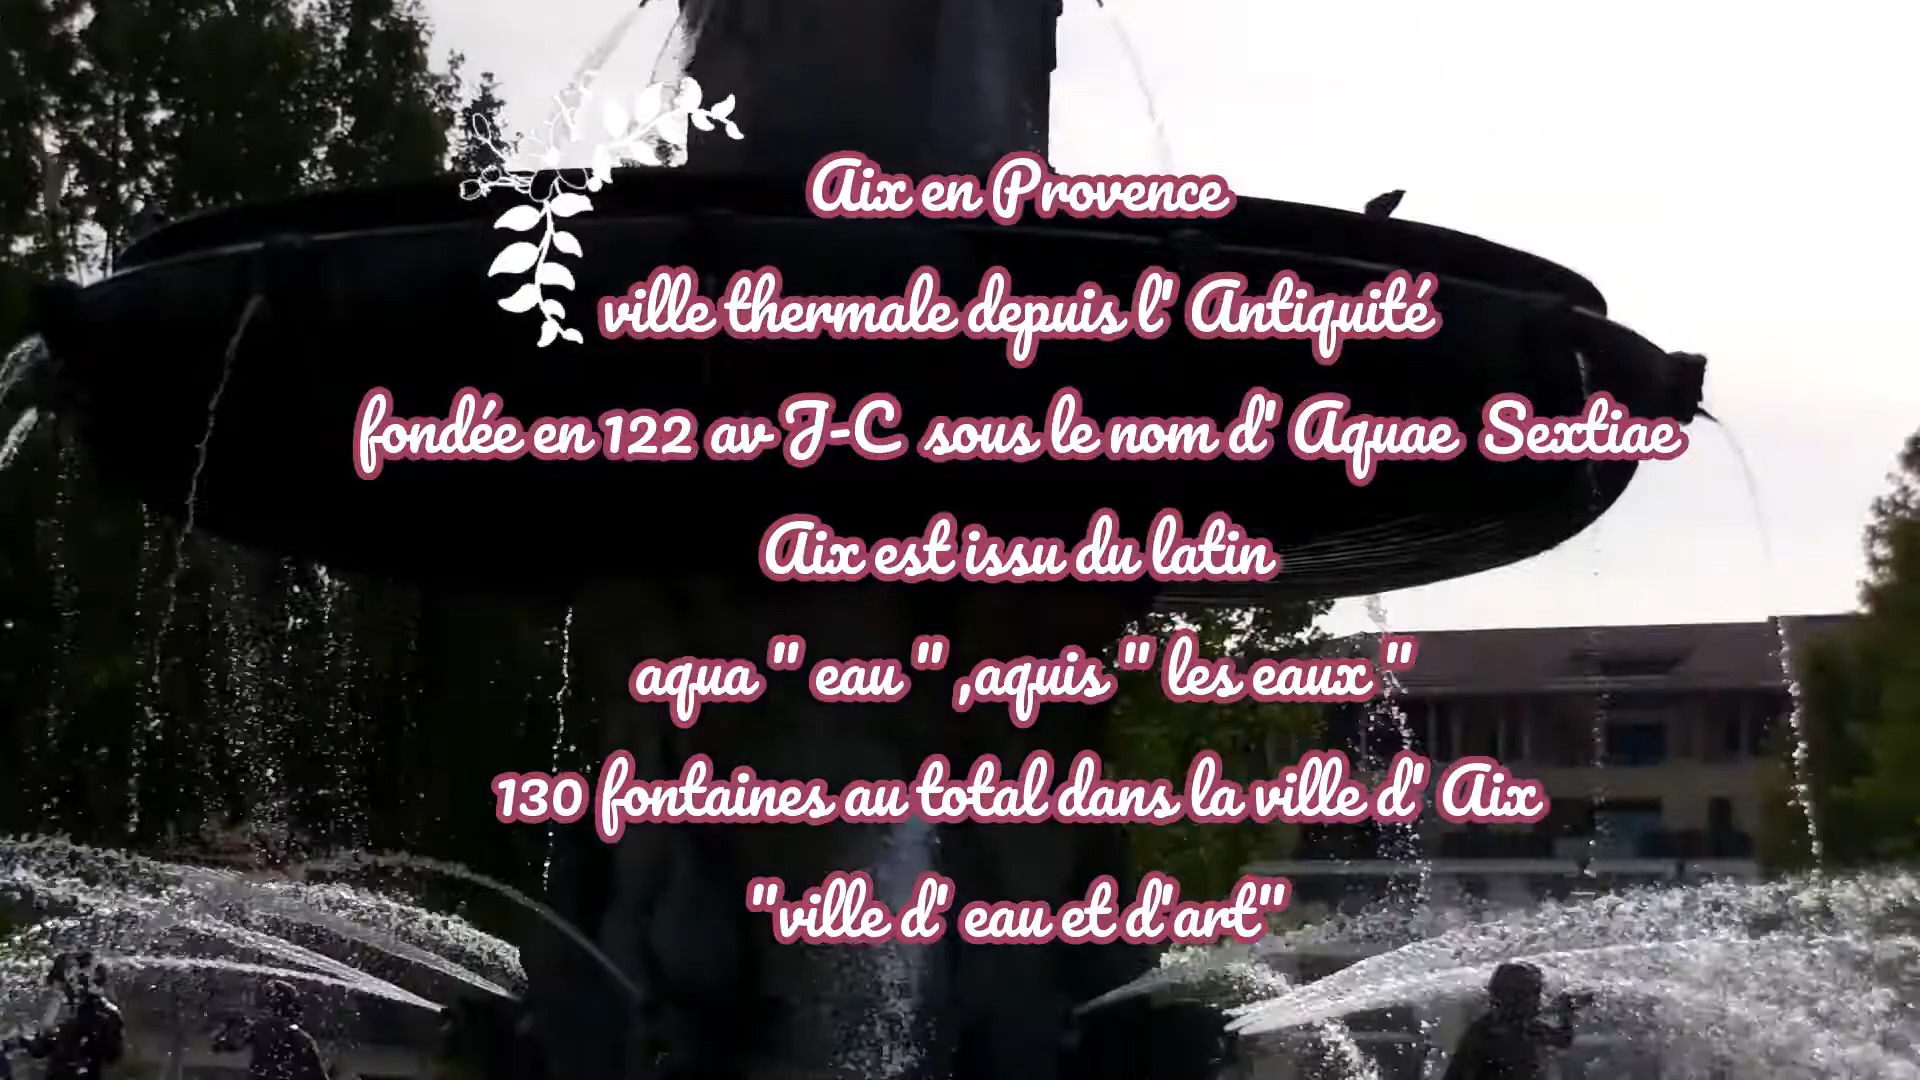 Aix en Provence
ville thermale depuis l' Antiquité
fondée en 122 av J-C sous le nom d' Aquae Sextiae
Aix est issu du latin
aqua " eau " ,aquis " les eaux "
130 fontaines au total dans la ville d' Aix
"ville d' eau et d'art"